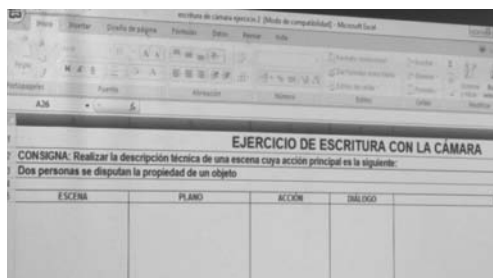 escritura de cámara ejercicio 2 [Modo de compatibilidad] - Microsoft Excel
Inicio Insertar Diseño de página Fórmulas Datos Revisar Vista
Portapapeles Fuente Alineación Número Estilos Celdas Modificar
A26 fx
EJERCICIO DE ESCRITURA CON LA CÁMARA
CONSIGNA: Realizar la descripción técnica de una escena cuya acción principal es la siguiente:
Dos personas se disputan la propiedad de un objeto
ESCENA PLANO ACCIÓN DIÁLOGO